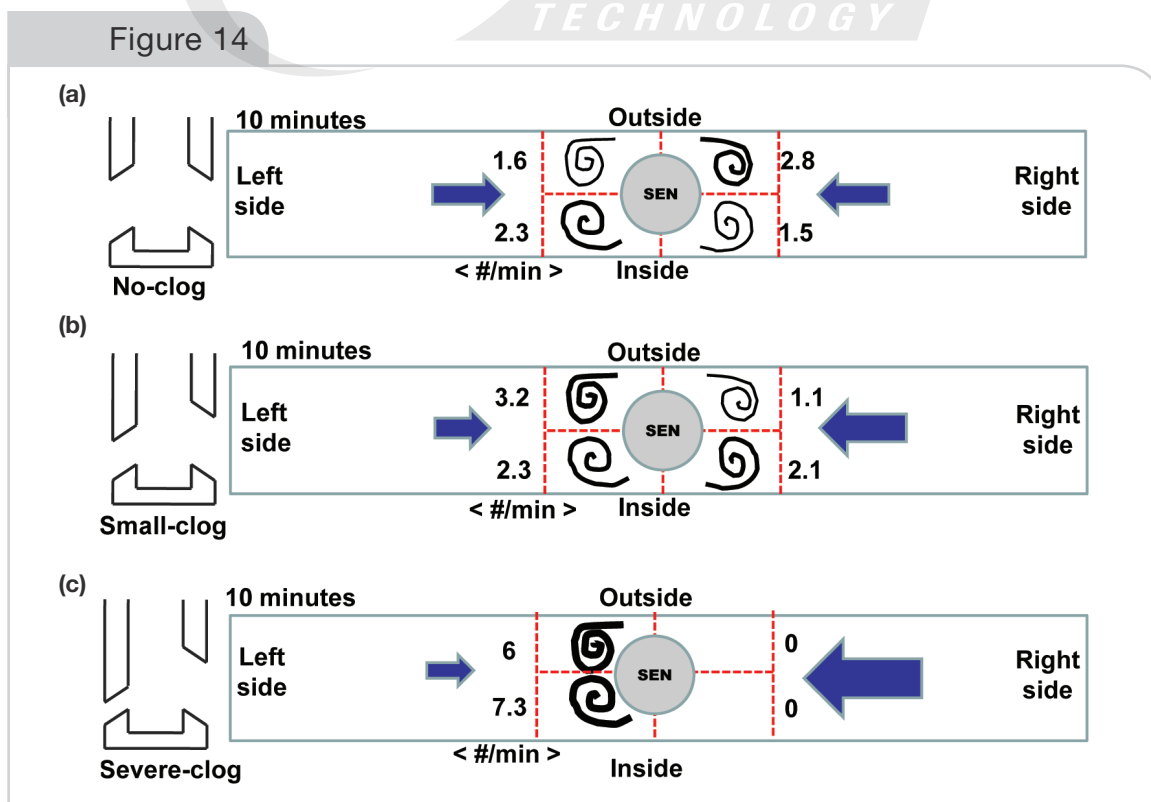 TECHNOLOGY
Figure 14
(a)
10 minutes
Outside
Left side
1.6
2.8
SEN
Right side
2.3
1.5
< #/min >
Inside
No-clog
(b)
10 minutes
Outside
Left side
3.2
1.1
SEN
Right side
2.3
2.1
< #/min >
Inside
Small-clog
(c)
10 minutes
Outside
Left side
6
0
SEN
Right side
7.3
0
< #/min >
Inside
Severe-clog